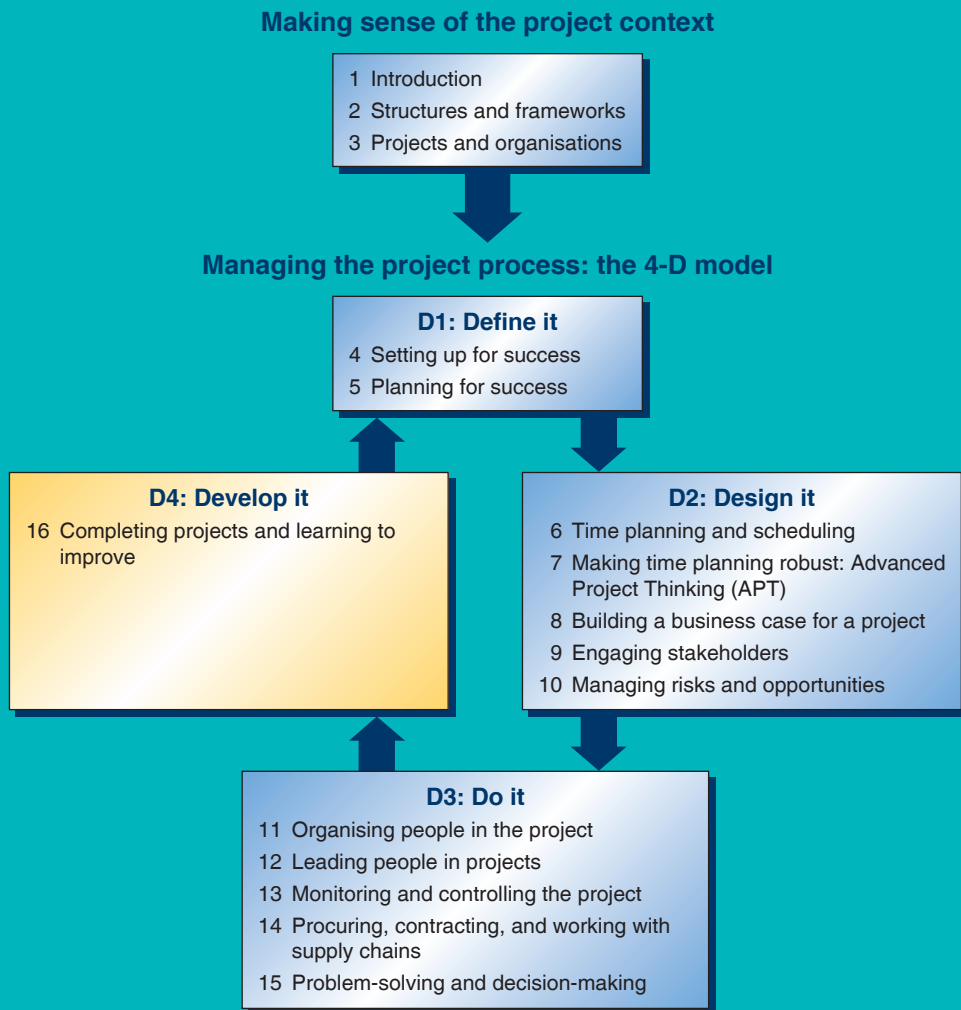 Making sense of the project context
1 Introduction
2 Structures and frameworks
3 Projects and organisations
Managing the project process: the 4-D model
D1: Define it
4 Setting up for success
5 Planning for success
D2: Design it
6 Time planning and scheduling
7 Making time planning robust: Advanced
Project Thinking (APT)
8 Building a business case for a project
9 Engaging stakeholders
10 Managing risks and opportunities
D3: Do it
11 Organising people in the project
12 Leading people in projects
13 Monitoring and controlling the project
14 Procuring, contracting, and working with
supply chains
15 Problem-solving and decision-making
D4: Develop it
16 Completing projects and learning to
improve